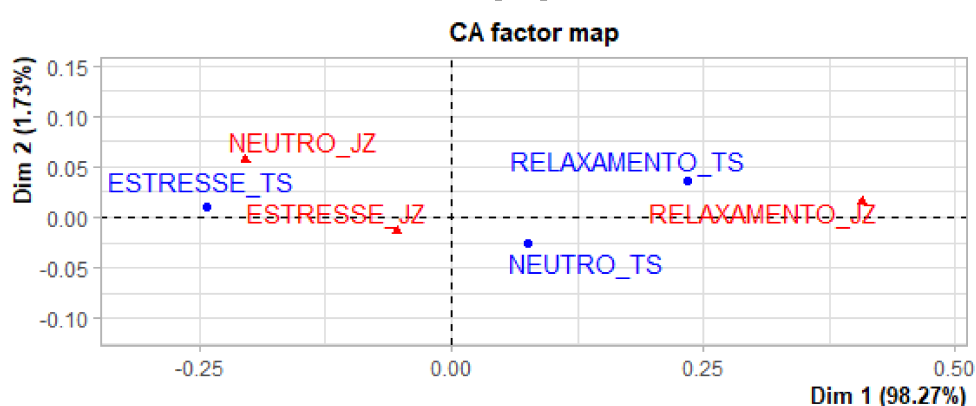 CA factor map
Dim 2 (1.73%)
0.15
0.10
0.05
0.00
-0.05
-0.10
NEUTRO_JZ
RELAXAMENTO_TS
ESTRESSE_TS
ESTRESSE_JZ
RELAXAMENTO_JZ
NEUTRO_TS
-0.25 0.00 0.25 0.50
Dim 1 (98.27%)